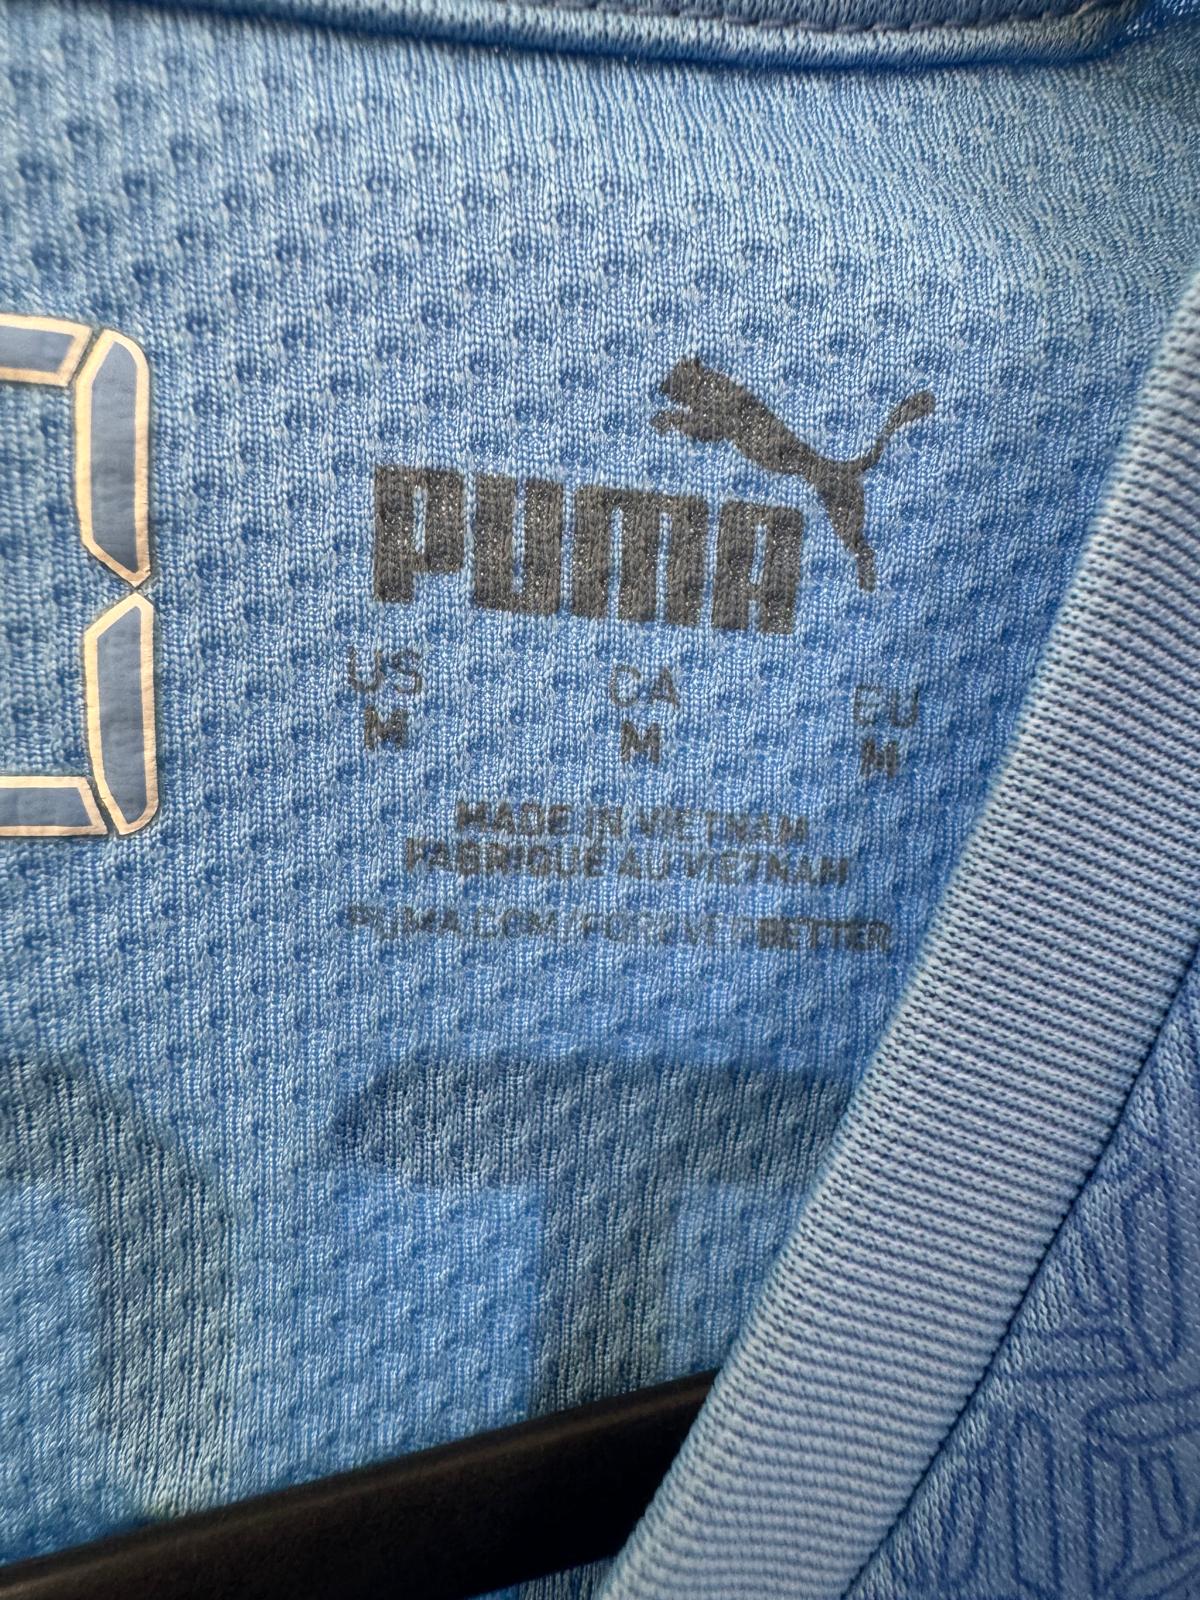 PUMA
US CA EU
M M M
MADE IN VIETNAM
FABRIQUÉ AU VIETNAM
PUMA.COM/FOREVERBETTER